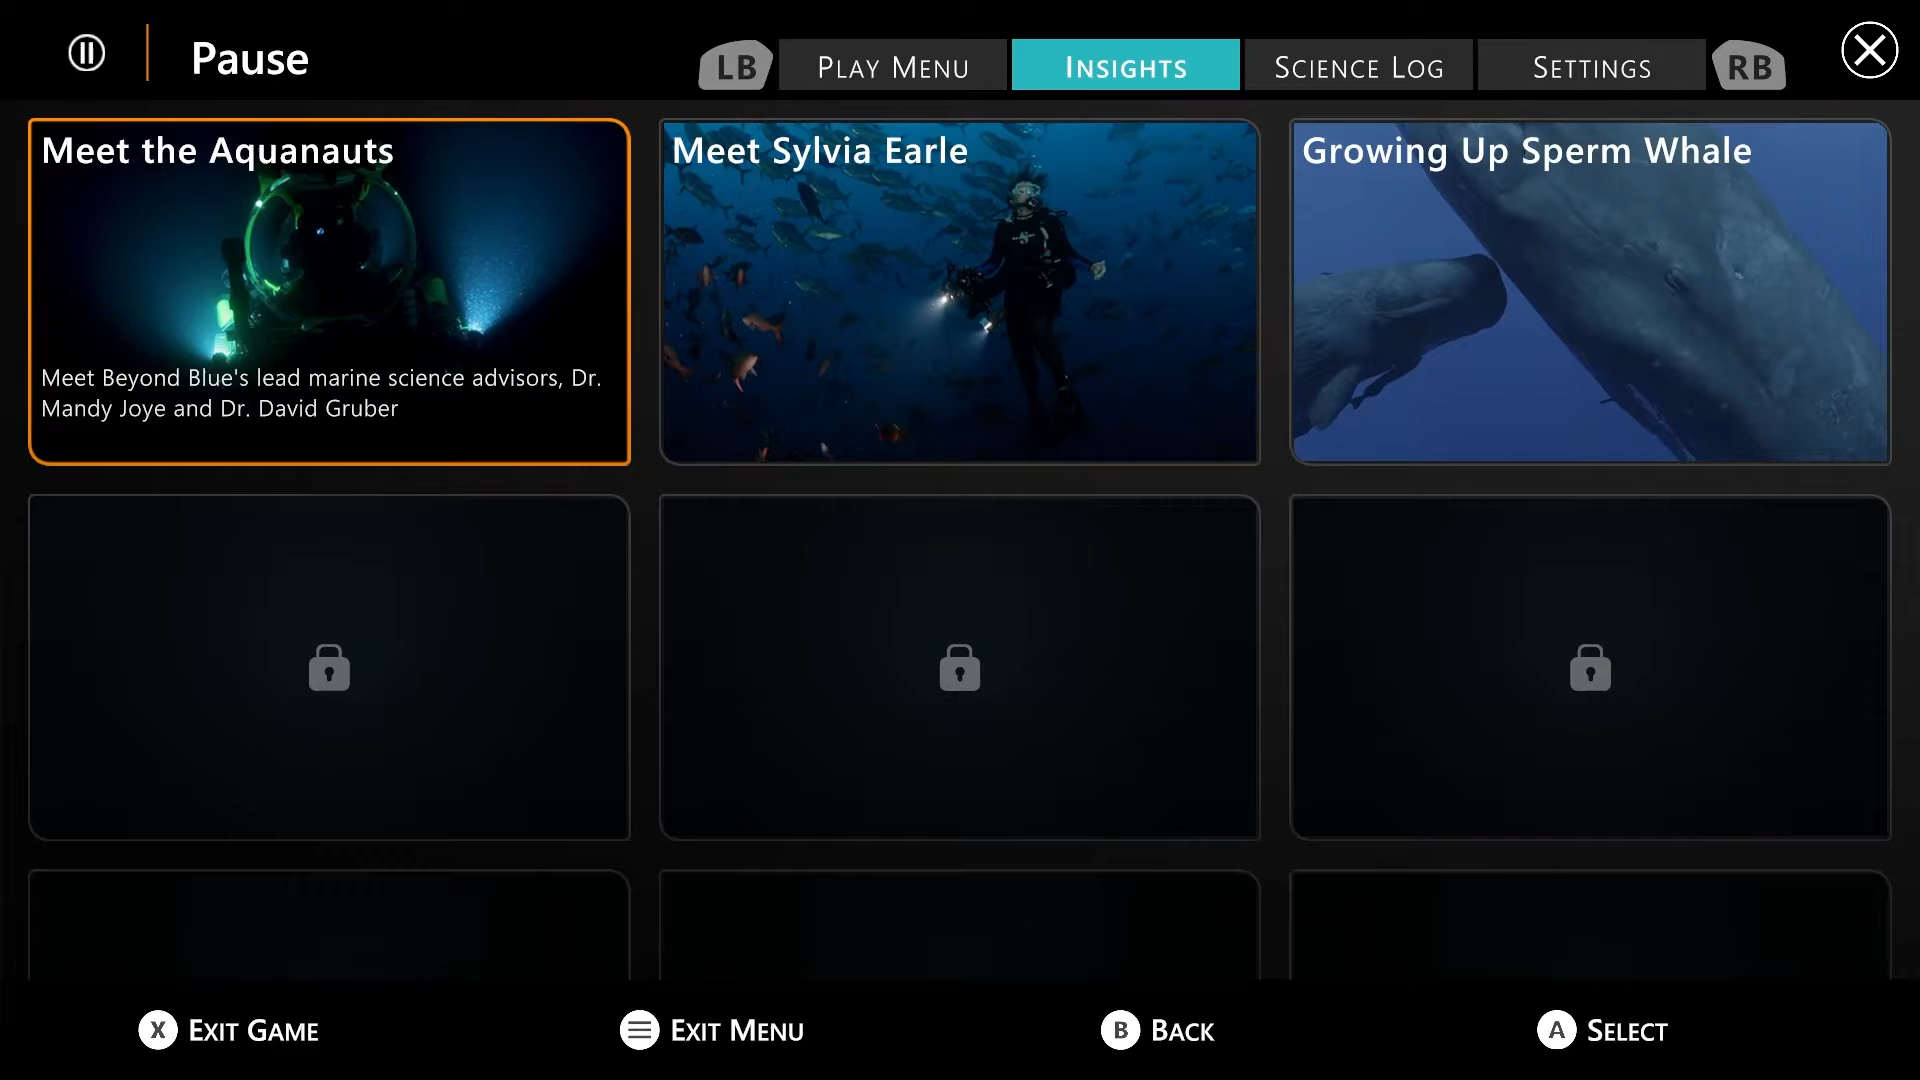 Pause
LB
PLAY MENU
INSIGHTS
SCIENCE LOG
SETTINGS
RB
Meet the Aquanauts
Meet Beyond Blue's lead marine science advisors, Dr.
Mandy Joye and Dr. David Gruber
Meet Sylvia Earle
Growing Up Sperm Whale
X EXIT GAME
EXIT MENU
B BACK
A SELECT